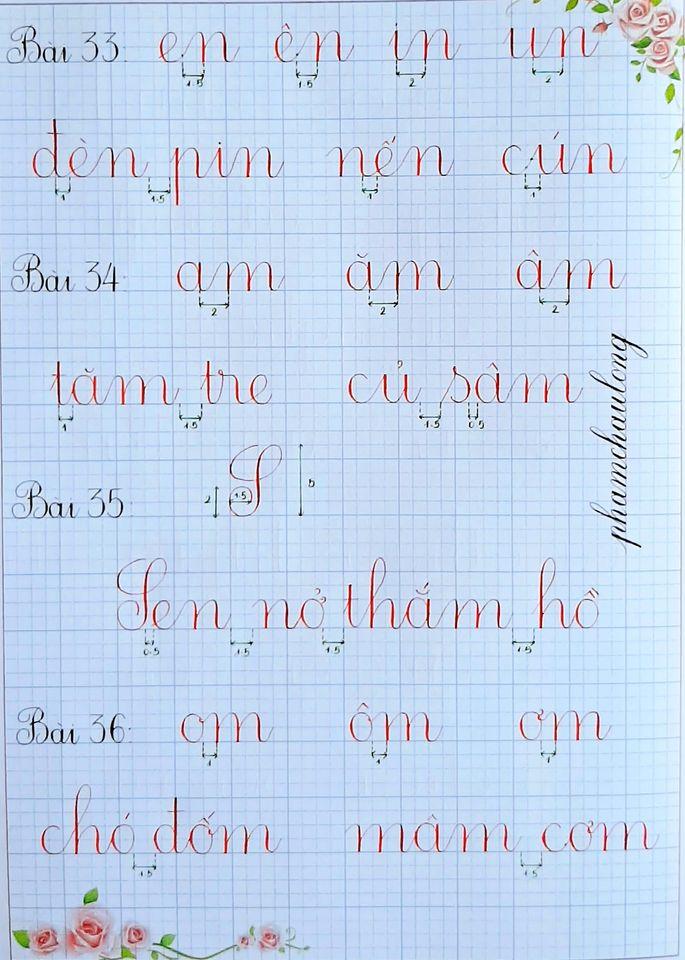 Bài 33: en ên in un
1.5 1.5 2 2
đèn pin nến cún
1 1.5 1 1
Bài 34: am ăm âm
2 2 2
tăm tre củ sâm
1 1.5 1.5 0.5
Bài 35: S
2 1.5 5
Sen nở thắm hồ
0.5 1.5 1.5 1.5
Bài 36: om ôm ơm
1 1 1
chó đốm mâm cơm
1.5 1.5
phamchaulong